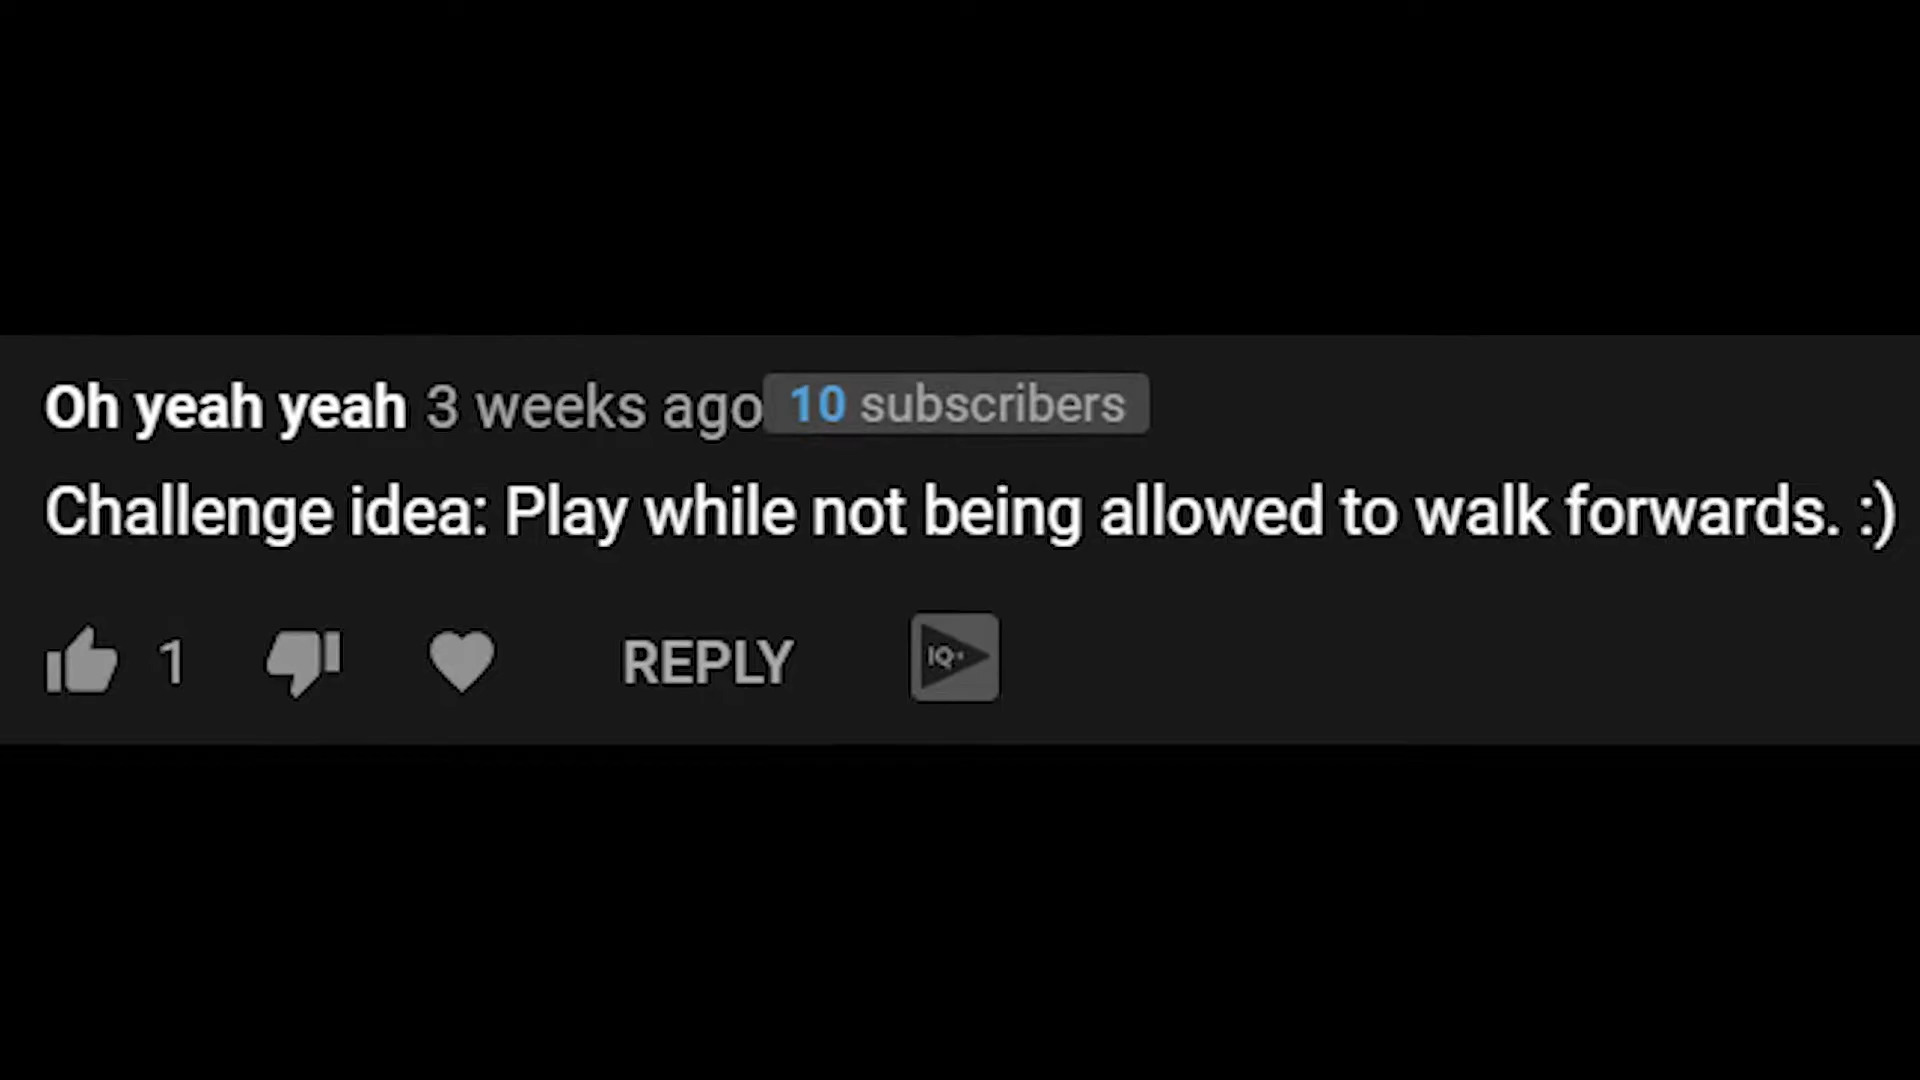 Oh yeah yeah 3 weeks ago 10 subscribers
Challenge idea: Play while not being allowed to walk forwards. :)
1 REPLY IQ